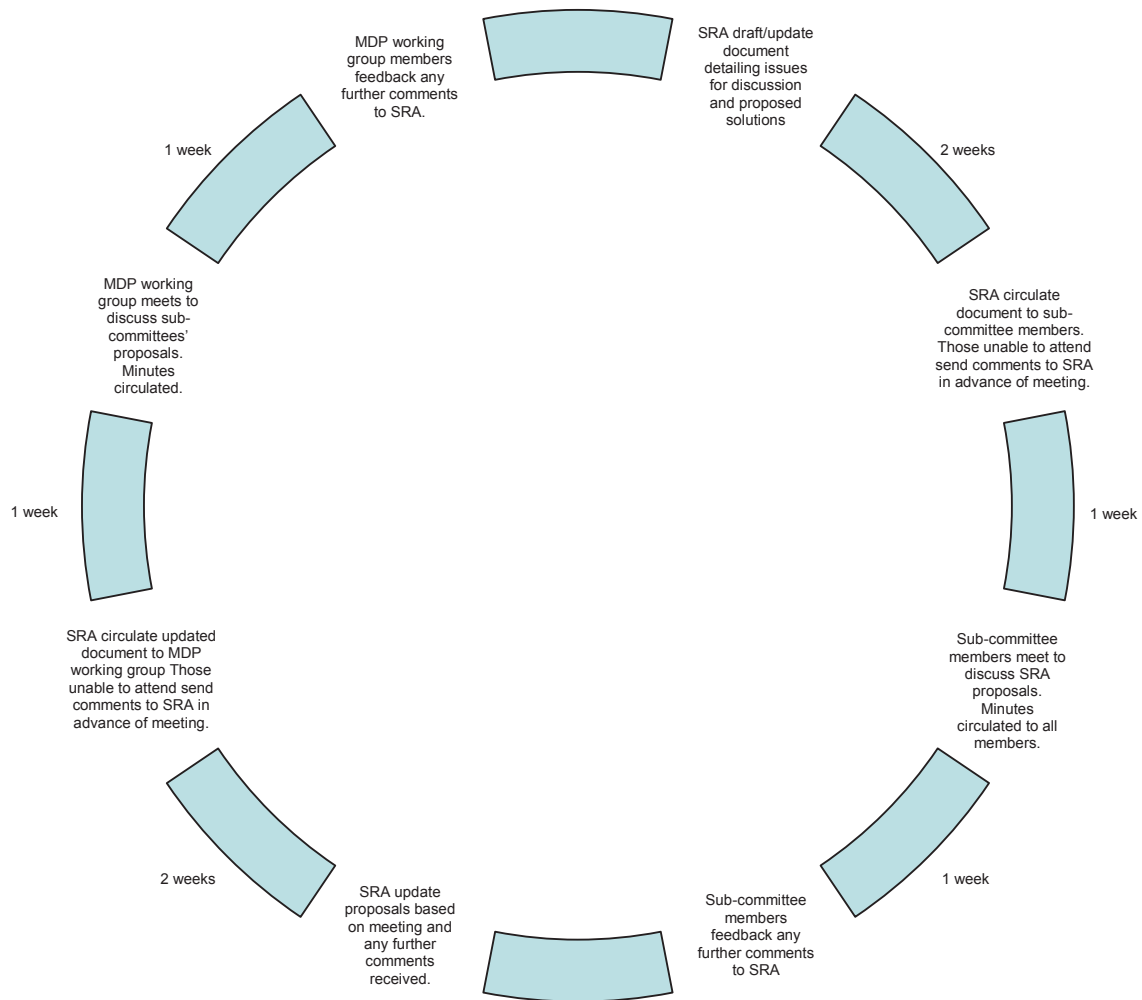 SRA draft/update
document
detailing issues
for discussion
and proposed
solutions
2 weeks
SRA circulate
document to sub-
committee members.
Those unable to attend
send comments to SRA
in advance of meeting.
1 week
Sub-committee
members meet to
discuss SRA
proposals.
Minutes
circulated to all
members.
1 week
Sub-committee
members
feedback any
further comments
to SRA
SRA update
proposals based
on meeting and
any further
comments
received.
2 weeks
SRA circulate updated
document to MDP
working group Those
unable to attend send
comments to SRA in
advance of meeting.
1 week
MDP working
group meets to
discuss sub-
committees’
proposals.
Minutes
circulated.
1 week
MDP working
group members
feedback any
further comments
to SRA.